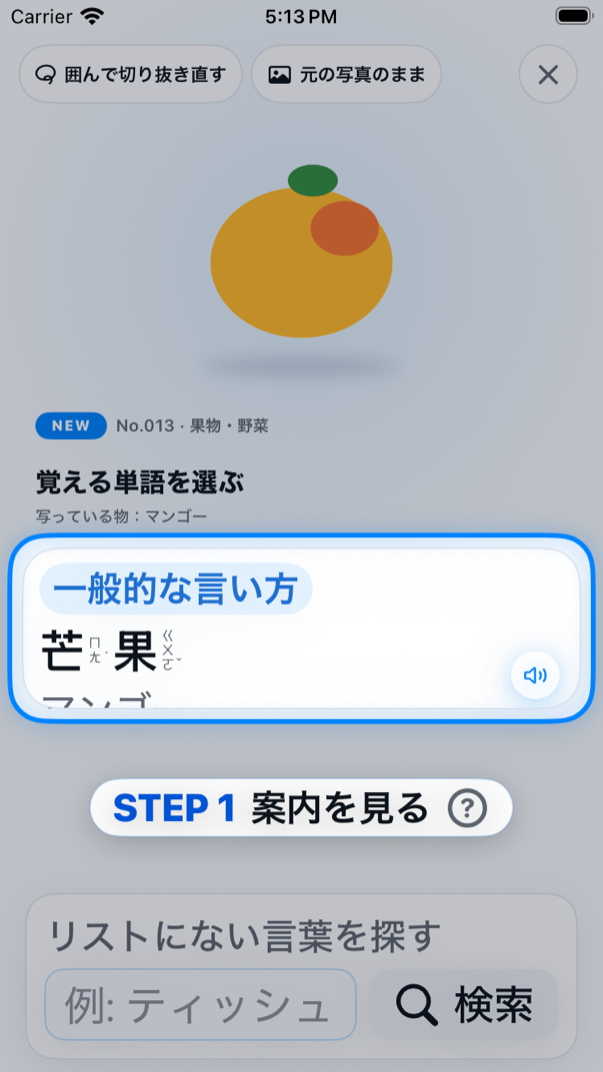 Carrier 5:13 PM
囲んで切り抜き直す 元の写真のまま
NEW No.013・果物・野菜
覚える単語を選ぶ
写っている物：マンゴー
一般的な言い方
芒ㄇㄤˊ果ㄍㄨㄛˇ
マンゴー
STEP 1 案内を見る ?
リストにない言葉を探す
例: ティッシュ 検索